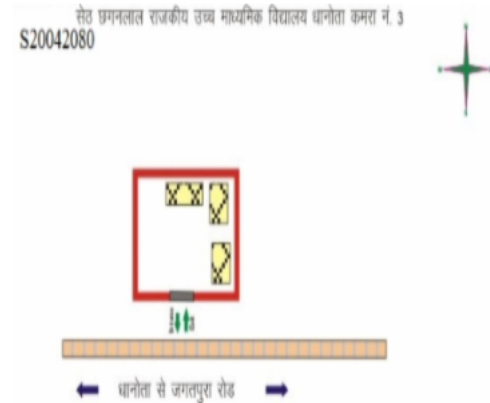 सेठ छगनलाल राजकीय उच्च माध्यमिक विद्यालय धानोता कमरा नं. 3
S20042080
धानोता से जगतपुरा रोड